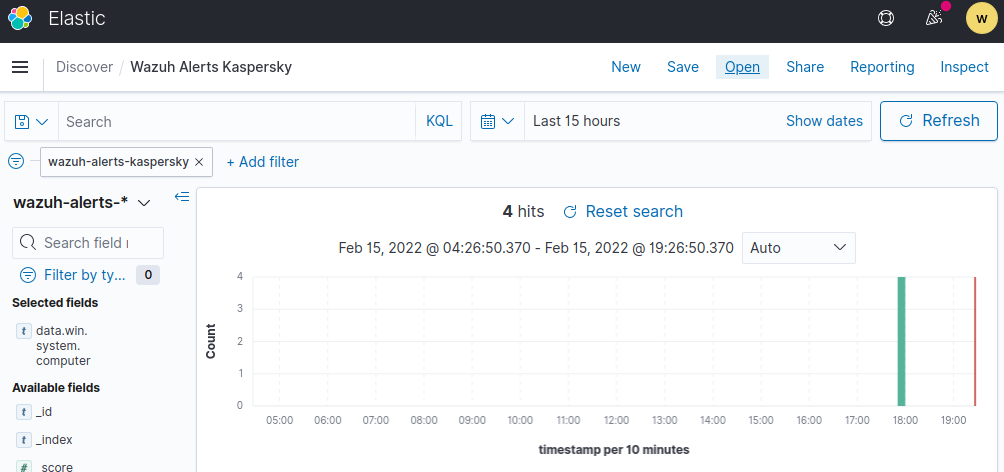 Elastic
W
Discover / Wazuh Alerts Kaspersky
New Save Open Share Reporting Inspect
Search KQL Last 15 hours Show dates Refresh
wazuh-alerts-kaspersky × + Add filter
wazuh-alerts-*
4 hits Reset search
Search field
Feb 15, 2022 @ 04:26:50.370 - Feb 15, 2022 @ 19:26:50.370 Auto
Filter by ty... 0
Selected fields
t data.win.
system.
computer
Available fields
t _id
t _index
# _score
Count
4
3
2
1
0
05:00 06:00 07:00 08:00 09:00 10:00 11:00 12:00 13:00 14:00 15:00 16:00 17:00 18:00 19:00
timestamp per 10 minutes